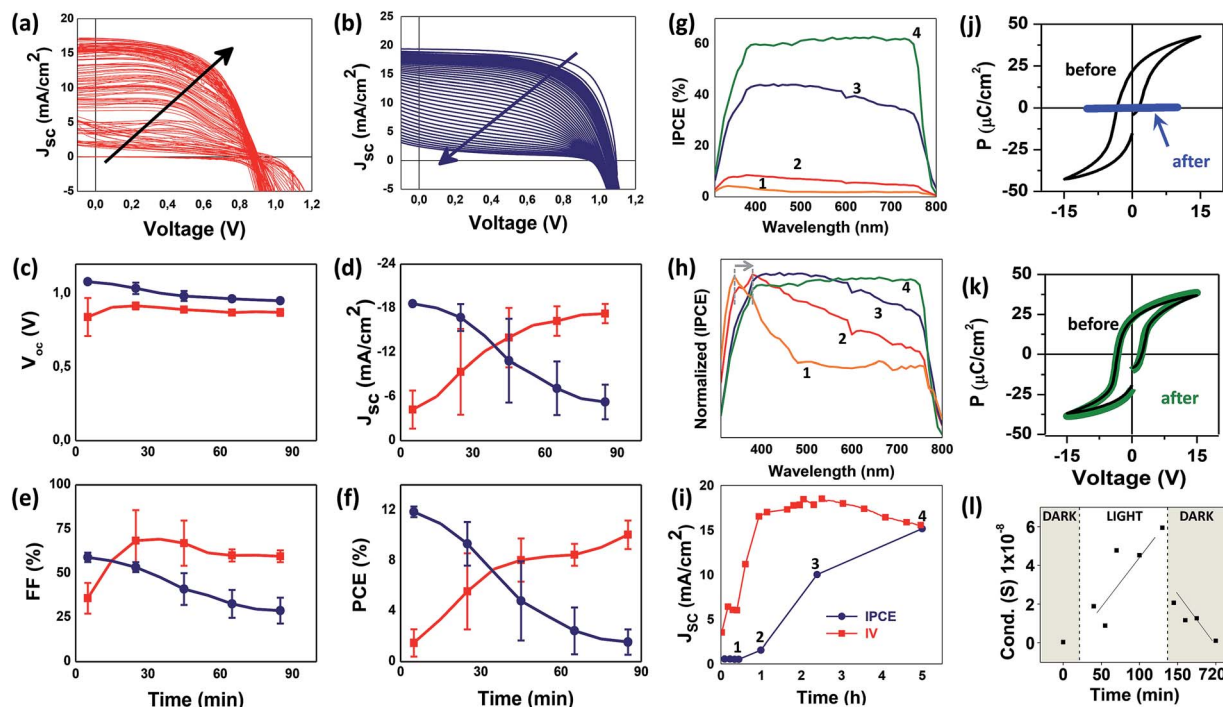 (a)
J_SC (mA/cm²)
20
15
10
5
0
-5
0,0 0,2 0,4 0,6 0,8 1,0 1,2
Voltage (V)
(b)
J_SC (mA/cm²)
25
20
15
10
5
0
-5
0,0 0,2 0,4 0,6 0,8 1,0 1,2
Voltage (V)
(c)
V_oc (V)
1,0
0,5
0,0
0 30 60 90
(d)
J_SC (mA/cm²)
-24
-18
-12
-6
0
0 30 60 90
(e)
FF (%)
100
75
50
25
0
0 30 60 90
Time (min)
(f)
PCE (%)
12
8
4
0
0 30 60 90
Time (min)
(g)
IPCE (%)
60
40
20
0
4
3
2
1
400 500 600 700 800
Wavelength (nm)
(h)
Normalized (IPCE)
4
3
2
1
400 500 600 700 800
Wavelength (nm)
(i)
J_SC (mA/cm²)
20
15
10
5
0
1
2
3
4
IPCE
IV
0 1 2 3 4 5
Time (h)
(j)
P (μC/cm²)
50
25
0
-25
-50
before
after
-15 0 15
(k)
P (μC/cm²)
50
25
0
-25
-50
before
after
-15 0 15
Voltage (V)
(l)
DARK LIGHT DARK
Cond. (S) 1x10⁻⁸
6
4
2
0
0 50 100 150 720
Time (min)